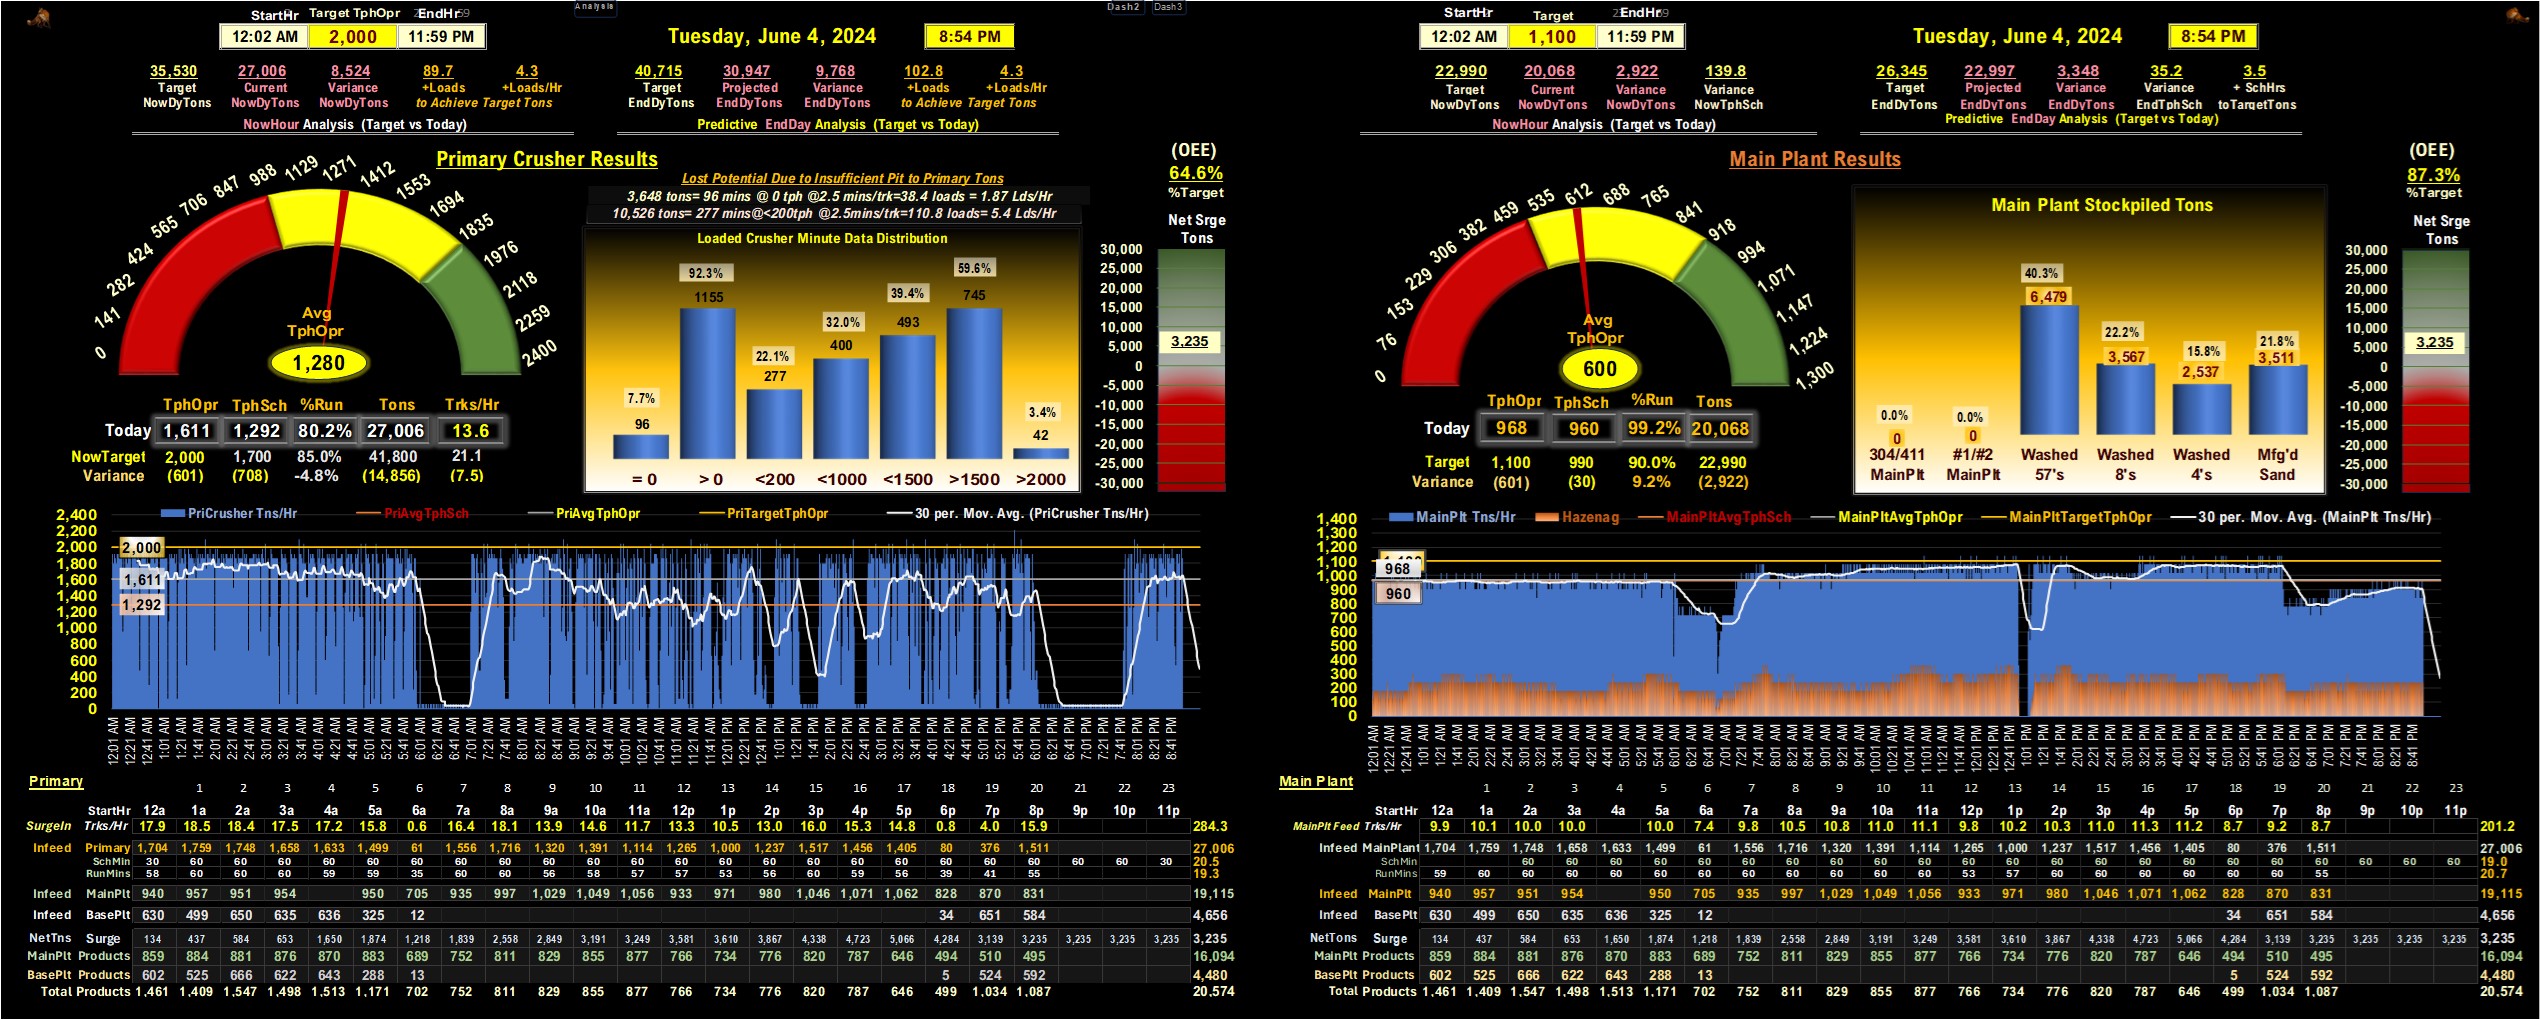 Analysis
Dash2 Dash3
StartHr Target TphOpr EndHr
12:02 AM 2,000 11:59 PM
Tuesday, June 4, 2024 8:54 PM
35,530 27,006 8,524 89.7 4.3
Target Current Variance +Loads +Loads/Hr
NowDyTons NowDyTons NowDyTons to Achieve Target Tons
NowHour Analysis (Target vs Today)
40,715 30,947 9,768 102.8 4.3
Target Projected Variance +Loads +Loads/Hr
EndDyTons EndDyTons EndDyTons to Achieve Target Tons
Predictive EndDay Analysis (Target vs Today)
Primary Crusher Results
Lost Potential Due to Insufficient Pit to Primary Tons
3,648 tons= 96 mins @ 0 tph @2.5 mins/trk=38.4 loads = 1.87 Lds/Hr
10,526 tons= 277 mins@<200tph @2.5mins/trk=110.8 loads= 5.4 Lds/Hr
(OEE)
64.6%
%Target
0 141 282 424 565 706 847 988 1129 1271 1412 1553 1694 1835 1976 2118 2259 2400
Avg
TphOpr
1,280
Loaded Crusher Minute Data Distribution
7.7% 92.3% 22.1% 32.0% 39.4% 59.6% 3.4%
96 1155 277 400 493 745 42
= 0 > 0 <200 <1000 <1500 >1500 >2000
Net Srge
Tons
30,000
25,000
20,000
15,000
10,000
5,000
0
-5,000
-10,000
-15,000
-20,000
-25,000
-30,000
3,235
TphOpr TphSch %Run Tons Trks/Hr
Today 1,611 1,292 80.2% 27,006 13.6
NowTarget 2,000 1,700 85.0% 41,800 21.1
Variance (601) (708) -4.8% (14,856) (7.5)
PriCrusher Tns/Hr PriAvgTphSch PriAvgTphOpr PriTargetTphOpr 30 per. Mov. Avg. (PriCrusher Tns/Hr)
2,400
2,200
2,000
1,800
1,600
1,400
1,200
1,000
800
600
400
200
0
2,000
1,611
1,292
12:01 AM 12:21 AM 12:41 AM 1:01 AM 1:21 AM 1:41 AM 2:01 AM 2:21 AM 2:41 AM 3:01 AM 3:21 AM 3:41 AM 4:01 AM 4:21 AM 4:41 AM 5:01 AM 5:21 AM 5:41 AM 6:01 AM 6:21 AM 6:41 AM 7:01 AM 7:21 AM 7:41 AM 8:01 AM 8:21 AM 8:41 AM 9:01 AM 9:21 AM 9:41 AM 10:01 AM 10:21 AM 10:41 AM 11:01 AM 11:21 AM 11:41 AM 12:01 PM 12:21 PM 12:41 PM 1:01 PM 1:21 PM 1:41 PM 2:01 PM 2:21 PM 2:41 PM 3:01 PM 3:21 PM 3:41 PM 4:01 PM 4:21 PM 4:41 PM 5:01 PM 5:21 PM 5:41 PM 6:01 PM 6:21 PM 6:41 PM 7:01 PM 7:21 PM 7:41 PM 8:01 PM 8:21 PM 8:41 PM
Primary
1 2 3 4 5 6 7 8 9 10 11 12 13 14 15 16 17 18 19 20 21 22 23
StartHr 12a 1a 2a 3a 4a 5a 6a 7a 8a 9a 10a 11a 12p 1p 2p 3p 4p 5p 6p 7p 8p 9p 10p 11p
SurgeIn Trks/Hr 17.9 18.5 18.4 17.5 17.2 15.8 0.6 16.4 18.1 13.9 14.6 11.7 13.3 10.5 13.0 16.0 15.3 14.8 0.8 4.0 15.9 284.3
Infeed Primary 1,704 1,759 1,748 1,658 1,633 1,499 61 1,556 1,716 1,320 1,391 1,114 1,265 1,000 1,237 1,517 1,456 1,405 80 376 1,511 27,006
SchMin 30 60 60 60 60 60 60 60 60 60 60 60 60 60 60 60 60 60 60 60 60 60 60 30 20.5
RunMins 58 60 60 60 59 59 35 60 60 56 58 56 57 53 56 60 59 56 39 41 55 19.3
Infeed MainPlt 940 957 951 954 950 705 935 997 1,029 1,049 1,056 933 971 980 1,046 1,071 1,062 828 870 831 19,115
Infeed BasePlt 630 499 650 635 636 325 12 34 651 584 4,656
NetTns Surge 134 437 584 653 1,650 1,874 1,218 1,839 2,558 2,849 3,191 3,249 3,581 3,610 3,867 4,338 4,723 5,066 4,284 3,139 3,235 3,235 3,235 3,235 3,235
MainPlt Products 859 884 881 876 870 883 689 752 811 829 855 877 766 734 776 820 787 646 494 510 495 16,094
BasePlt Products 602 525 666 622 643 288 13 5 524 592 4,480
Total Products 1,461 1,409 1,547 1,498 1,513 1,171 702 752 811 829 855 877 766 734 776 820 787 646 499 1,034 1,087 20,574
StartHr Target EndHr
12:02 AM 1,100 11:59 PM
Tuesday, June 4, 2024 8:54 PM
22,990 20,068 2,922 139.8
Target Current Variance Variance
NowDyTons NowDyTons NowDyTons NowTphSch
NowHour Analysis (Target vs Today)
26,345 22,997 3,348 35.2 3.5
Target Projected Variance Variance + SchHrs
EndDyTons EndDyTons EndDyTons EndTphSch toTargetTons
Predictive EndDay Analysis (Target vs Today)
Main Plant Results
(OEE)
87.3%
%Target
0 76 153 229 306 382 459 535 612 688 765 841 918 994 1,071 1,147 1,224 1,300
Avg
TphOpr
600
Main Plant Stockpiled Tons
0.0% 0.0% 40.3% 22.2% 15.8% 21.8%
0 0 6,479 3,567 2,537 3,511
304/411 #1/#2 Washed Washed Washed Mfg'd
MainPlt MainPlt 57's 8's 4's Sand
Net Srge
Tons
30,000
25,000
20,000
15,000
10,000
5,000
0
-5,000
-10,000
-15,000
-20,000
-25,000
-30,000
3,235
TphOpr TphSch %Run Tons
Today 968 960 99.2% 20,068
Target 1,100 990 90.0% 22,990
Variance (601) (30) 9.2% (2,922)
MainPlt Tns/Hr Hazenag MainPltAvgTphSch MainPltAvgTphOpr MainPltTargetTphOpr 30 per. Mov. Avg. (MainPlt Tns/Hr)
1,400
1,300
1,200
1,100
1,000
900
800
700
600
500
400
300
200
100
0
968
960
12:01 AM 12:21 AM 12:41 AM 1:01 AM 1:21 AM 1:41 AM 2:01 AM 2:21 AM 2:41 AM 3:01 AM 3:21 AM 3:41 AM 4:01 AM 4:21 AM 4:41 AM 5:01 AM 5:21 AM 5:41 AM 6:01 AM 6:21 AM 6:41 AM 7:01 AM 7:21 AM 7:41 AM 8:01 AM 8:21 AM 8:41 AM 9:01 AM 9:21 AM 9:41 AM 10:01 AM 10:21 AM 10:41 AM 11:01 AM 11:21 AM 11:41 AM 12:01 PM 12:21 PM 12:41 PM 1:01 PM 1:21 PM 1:41 PM 2:01 PM 2:21 PM 2:41 PM 3:01 PM 3:21 PM 3:41 PM 4:01 PM 4:21 PM 4:41 PM 5:01 PM 5:21 PM 5:41 PM 6:01 PM 6:21 PM 6:41 PM 7:01 PM 7:21 PM 7:41 PM 8:01 PM 8:21 PM 8:41 PM
Main Plant
1 2 3 4 5 6 7 8 9 10 11 12 13 14 15 16 17 18 19 20 21 22 23
StartHr 12a 1a 2a 3a 4a 5a 6a 7a 8a 9a 10a 11a 12p 1p 2p 3p 4p 5p 6p 7p 8p 9p 10p 11p
MainPlt Feed Trks/Hr 9.9 10.1 10.0 10.0 10.0 7.4 9.8 10.5 10.8 11.0 11.1 9.8 10.2 10.3 11.0 11.3 11.2 8.7 9.2 8.7 201.2
Infeed MainPlant 1,704 1,759 1,748 1,658 1,633 1,499 61 1,556 1,716 1,320 1,391 1,114 1,265 1,000 1,237 1,517 1,456 1,405 80 376 1,511 27,006
SchMin 60 60 60 60 60 60 60 60 60 60 60 60 60 60 60 60 60 60 60 60 60 60 19.0
RunMins 59 60 60 60 60 60 60 60 60 60 60 60 53 57 60 60 60 60 60 60 55 20.7
Infeed MainPlt 940 957 951 954 950 705 935 997 1,029 1,049 1,056 933 971 980 1,046 1,071 1,062 828 870 831 19,115
Infeed BasePlt 630 499 650 635 636 325 12 34 651 584 4,656
NetTons Surge 134 437 584 653 1,650 1,874 1,218 1,839 2,558 2,849 3,191 3,249 3,581 3,610 3,867 4,338 4,723 5,066 4,284 3,139 3,235 3,235 3,235 3,235 3,235
MainPlt Products 859 884 881 876 870 883 689 752 811 829 855 877 766 734 776 820 787 646 494 510 495 16,094
BasePlt Products 602 525 666 622 643 288 13 5 524 592 4,480
Total Products 1,461 1,409 1,547 1,498 1,513 1,171 702 752 811 829 855 877 766 734 776 820 787 646 499 1,034 1,087 20,574